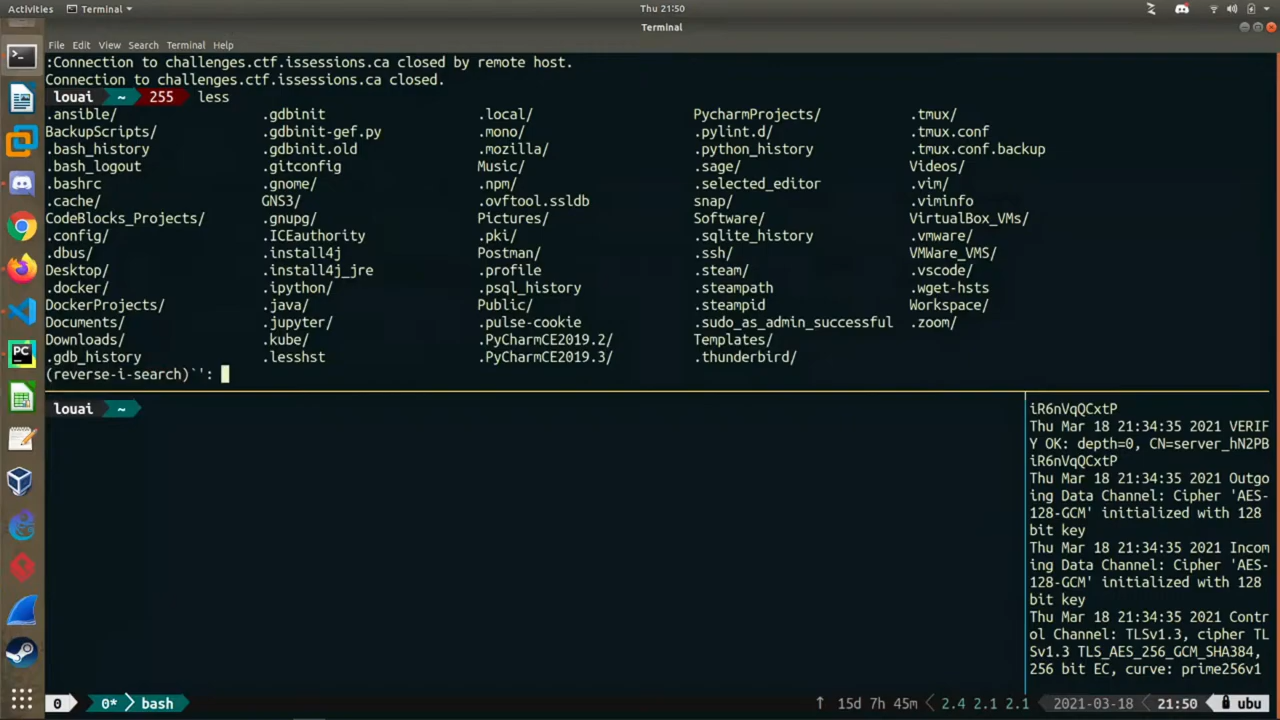 Activities Terminal Thu 21:50
Terminal
File Edit View Search Terminal Help
:Connection to challenges.ctf.issessions.ca closed by remote host.
Connection to challenges.ctf.issessions.ca closed.
louai ~ 255 less
.ansible/ .gdbinit .local/ PycharmProjects/ .tmux/
BackupScripts/ .gdbinit-gef.py .mono/ .pylint.d/ .tmux.conf
.bash_history .gdbinit.old .mozilla/ .python_history .tmux.conf.backup
.bash_logout .gitconfig Music/ .sage/ Videos/
.bashrc .gnome/ .npm/ .selected_editor .vim/
.cache/ GNS3/ .ovftool.ssldb snap/ .viminfo
CodeBlocks_Projects/ .gnupg/ Pictures/ Software/ VirtualBox_VMs/
.config/ .ICEauthority .pki/ .sqlite_history .vmware/
.dbus/ .install4j Postman/ .ssh/ VMWare_VMS/
Desktop/ .install4j_jre .profile .steam/ .vscode/
.docker/ .ipython/ .psql_history .steampath .wget-hsts
DockerProjects/ .java/ Public/ .steampid Workspace/
Documents/ .jupyter/ .pulse-cookie .sudo_as_admin_successful .zoom/
Downloads/ .kube/ .PyCharmCE2019.2/ Templates/
.gdb_history .lesshst .PyCharmCE2019.3/ .thunderbird/
(reverse-i-search)`':
louai ~
iR6nVqQCxtP
Thu Mar 18 21:34:35 2021 VERIF
Y OK: depth=0, CN=server_hN2PB
iR6nVqQCxtP
Thu Mar 18 21:34:35 2021 Outgo
ing Data Channel: Cipher 'AES-
128-GCM' initialized with 128
bit key
Thu Mar 18 21:34:35 2021 Incom
ing Data Channel: Cipher 'AES-
128-GCM' initialized with 128
bit key
Thu Mar 18 21:34:35 2021 Contr
ol Channel: TLSv1.3, cipher TL
Sv1.3 TLS_AES_256_GCM_SHA384,
256 bit EC, curve: prime256v1
0 0* bash ↑ 15d 7h 45m 2.4 2.1 2.1 2021-03-18 21:50 ubu